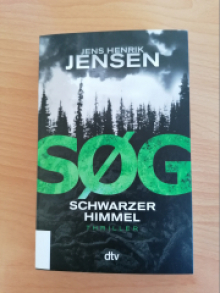 JENS HENRIK
JENSEN
SØG
SCHWARZER
HIMMEL
THRILLER
dtv